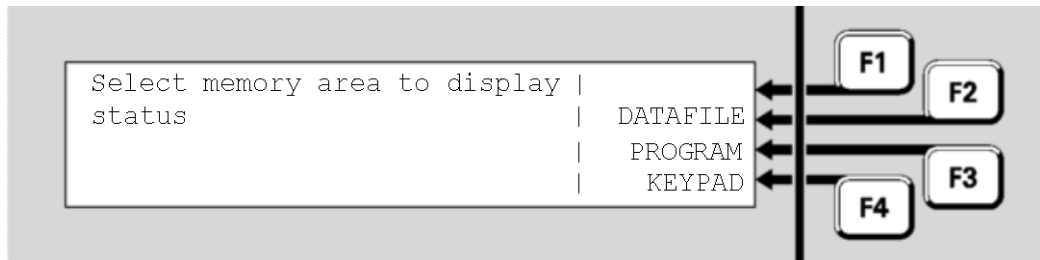 Select memory area to display |
status | DATAFILE
| PROGRAM
| KEYPAD
F1
F2
F3
F4